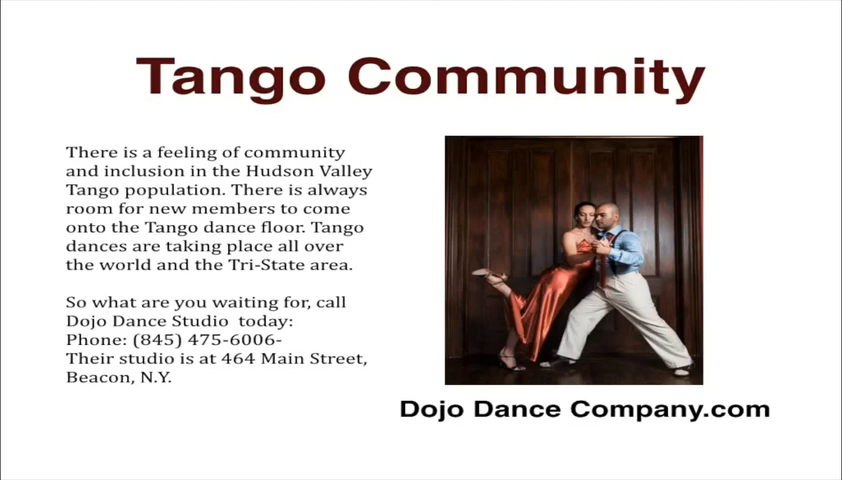 Tango Community
There is a feeling of community
and inclusion in the Hudson Valley
Tango population. There is always
room for new members to come
onto the Tango dance floor. Tango
dances are taking place all over
the world and the Tri-State area.
So what are you waiting for, call
Dojo Dance Studio  today:
Phone: (845) 475-6006-
Their studio is at 464 Main Street,
Beacon, N.Y.
Dojo Dance Company.com